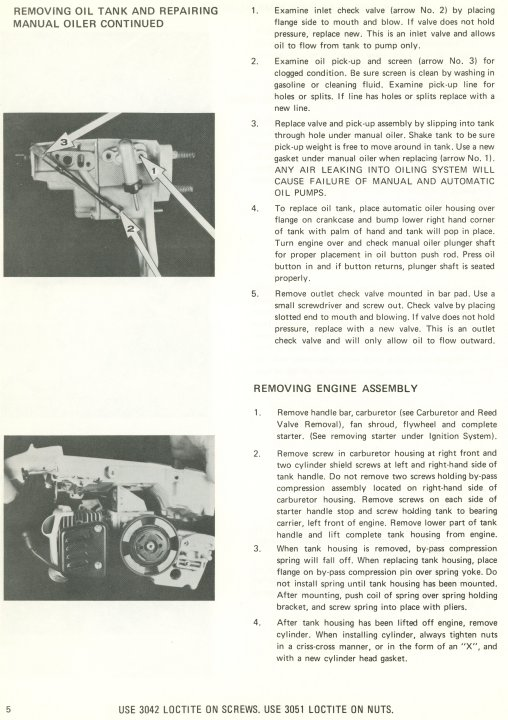 REMOVING OIL TANK AND REPAIRING
MANUAL OILER CONTINUED
1. Examine inlet check valve (arrow No. 2) by placing
flange side to mouth and blow. If valve does not hold
pressure, replace new. This is an inlet valve and allows
oil to flow from tank to pump only.
2. Examine oil pick-up and screen (arrow No. 3) for
clogged condition. Be sure screen is clean by washing in
gasoline or cleaning fluid. Examine pick-up line for
holes or splits. If line has holes or splits replace with a
new line.
3. Replace valve and pick-up assembly by slipping into tank
through hole under manual oiler. Shake tank to be sure
pick-up weight is free to move around in tank. Use a new
gasket under manual oiler when replacing (arrow No. 1).
ANY AIR LEAKING INTO OILING SYSTEM WILL
CAUSE FAILURE OF MANUAL AND AUTOMATIC
OIL PUMPS.
4. To replace oil tank, place automatic oiler housing over
flange on crankcase and bump lower right hand corner
of tank with palm of hand and tank will pop in place.
Turn engine over and check manual oiler plunger shaft
for proper placement in oil button push rod. Press oil
button in and if button returns, plunger shaft is seated
properly.
5. Remove outlet check valve mounted in bar pad. Use a
small screwdriver and screw out. Check valve by placing
slotted end to mouth and blowing. If valve does not hold
pressure, replace with a new valve. This is an outlet
check valve and will only allow oil to flow outward.
3
1
2
REMOVING ENGINE ASSEMBLY
1. Remove handle bar, carburetor (see Carburetor and Reed
Valve Removal), fan shroud, flywheel and complete
starter. (See removing starter under Ignition System).
2. Remove screw in carburetor housing at right front and
two cylinder shield screws at left and right-hand side of
tank handle. Do not remove two screws holding by-pass
compression assembly located on right-hand side of
carburetor housing. Remove screws on each side of
starter handle stop and screw holding tank to bearing
carrier, left front of engine. Remove lower part of tank
handle and lift complete tank housing from engine.
3. When tank housing is removed, by-pass compression
spring will fall off. When replacing tank housing, place
flange on by-pass compression pin over spring yoke. Do
not install spring until tank housing has been mounted.
After mounting, push coil of spring over spring holding
bracket, and screw spring into place with pliers.
4. After tank housing has been lifted off engine, remove
cylinder. When installing cylinder, always tighten nuts
in a criss-cross manner, or in the form of an "X", and
with a new cylinder head gasket.
5
USE 3042 LOCTITE ON SCREWS. USE 3051 LOCTITE ON NUTS.